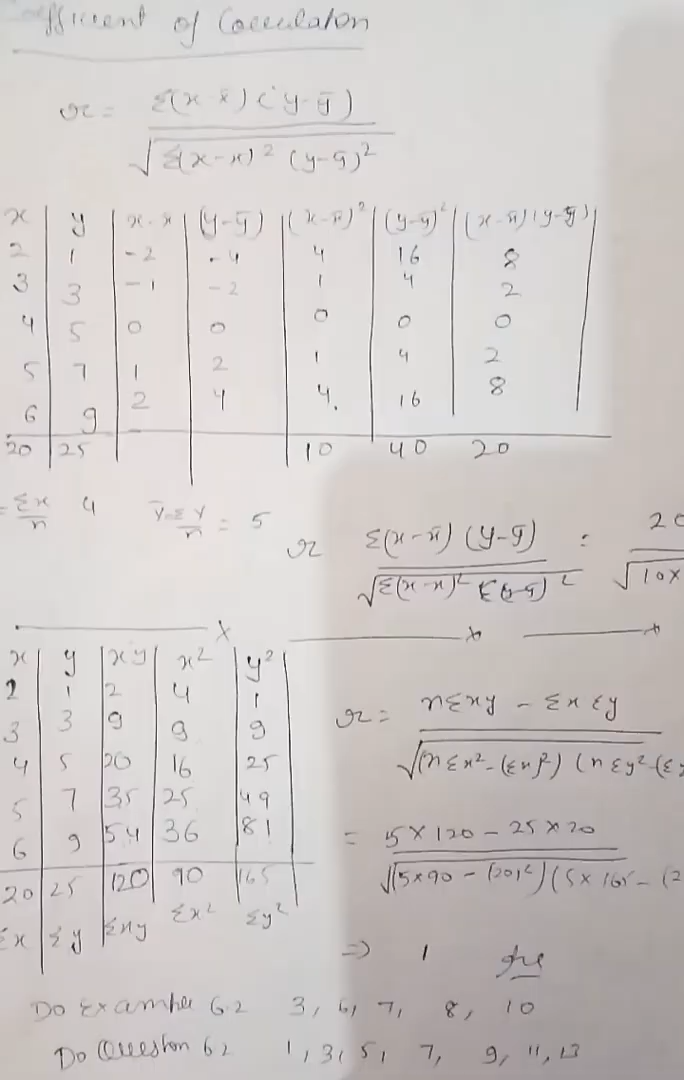 fficient of Correlation
r = Σ(x-x̄)(y-ȳ)
√Σ(x-x)² (y-ȳ)²
x y x-x (y-ȳ) (x-x̄)² (y-ȳ)² (x-x̄)(y-ȳ)
2 1 -2 -4 4 16 8
3 3 -1 -2 1 4 2
4 5 0 0 0 0 0
5 7 1 2 1 4 2
6 9 2 4 4. 16 8
20 25 10 40 20
= Σx/n 4 Ȳ=ΣY/n = 5
r Σ(x-x̄) (y-ȳ) = 20
√Σ(x-x)² Σ(y-ȳ)² √10x
x y xy x² y²
2 1 2 4 1
3 3 9 9 9
4 5 20 16 25
5 7 35 25 49
6 9 54 36 81
20 25 120 90 165
Σx Σy Σxy Σx² Σy²
r = nΣxy - Σx Σy
= 5 x 120 - 25 x 20
√(5x90 - (20)²) (5 x 165 - (2
=> 1
Do Example 6.2 3, 6, 7, 8, 10
Do Question 6.2 1, 3, 5, 7, 9, 11, 13